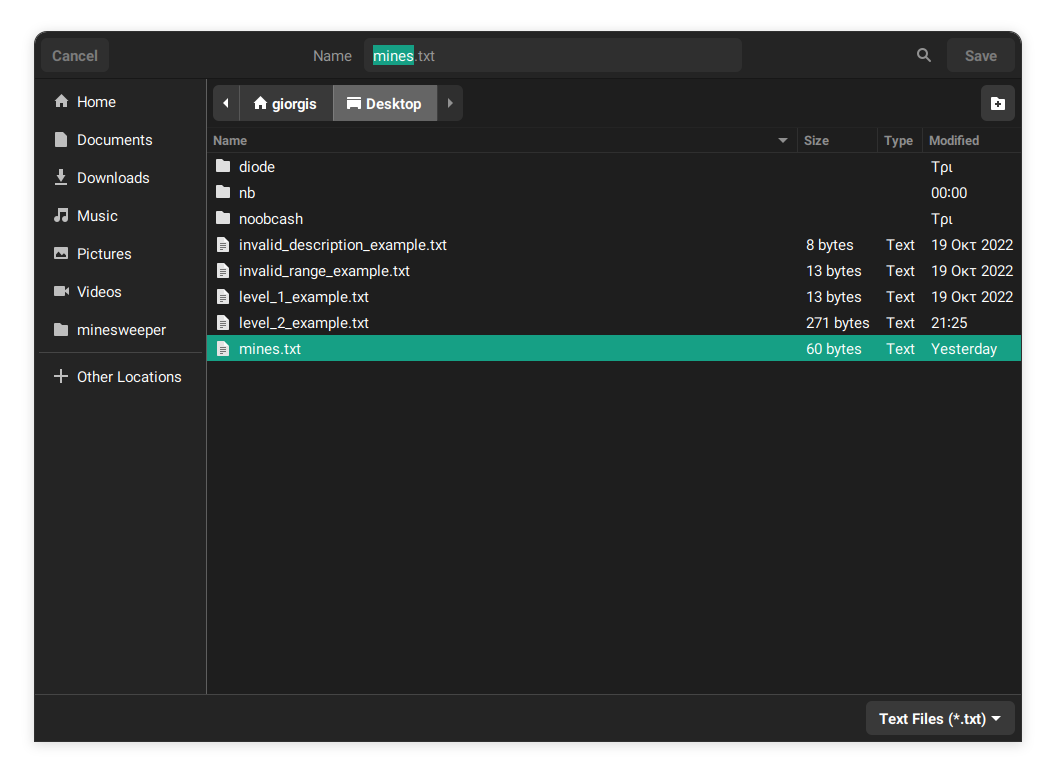 Cancel Name mines.txt Save
Home
Documents
Downloads
Music
Pictures
Videos
minesweeper
Other Locations
giorgis Desktop
Name Size Type Modified
diode Τρι
nb 00:00
noobcash Τρι
invalid_description_example.txt 8 bytes Text 19 Οκτ 2022
invalid_range_example.txt 13 bytes Text 19 Οκτ 2022
level_1_example.txt 13 bytes Text 19 Οκτ 2022
level_2_example.txt 271 bytes Text 21:25
mines.txt 60 bytes Text Yesterday
Text Files (*.txt)